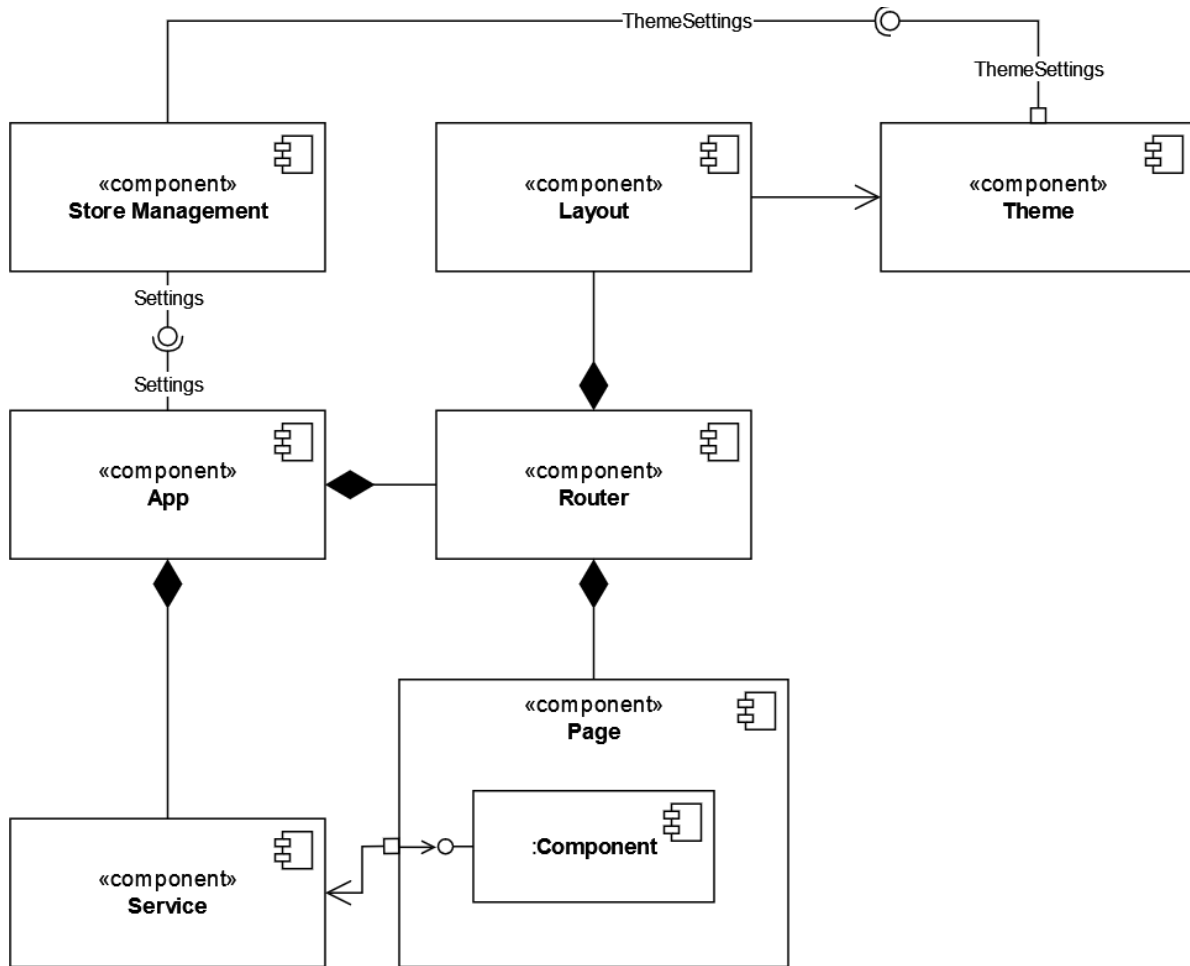 ThemeSettings
ThemeSettings
«component»
Store Management
«component»
Layout
«component»
Theme
Settings
Settings
«component»
App
«component»
Router
«component»
Page
:Component
«component»
Service